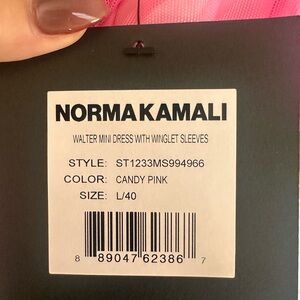 NORMA KAMALI
WALTER MINI DRESS WITH WINGLET SLEEVES
STYLE: ST1233MS994966
COLOR: CANDY PINK
SIZE: L/40
8 89047 62386 7